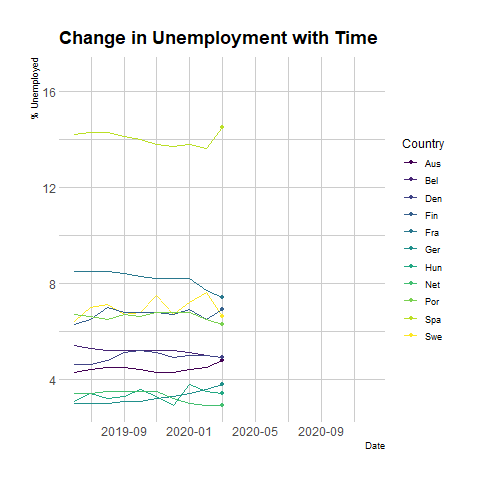 Change in Unemployment with Time
% Unemployed
16
12
8
4
2019-09 2020-01 2020-05 2020-09
Date
Country
Aus
Bel
Den
Fin
Fra
Ger
Hun
Net
Por
Spa
Swe